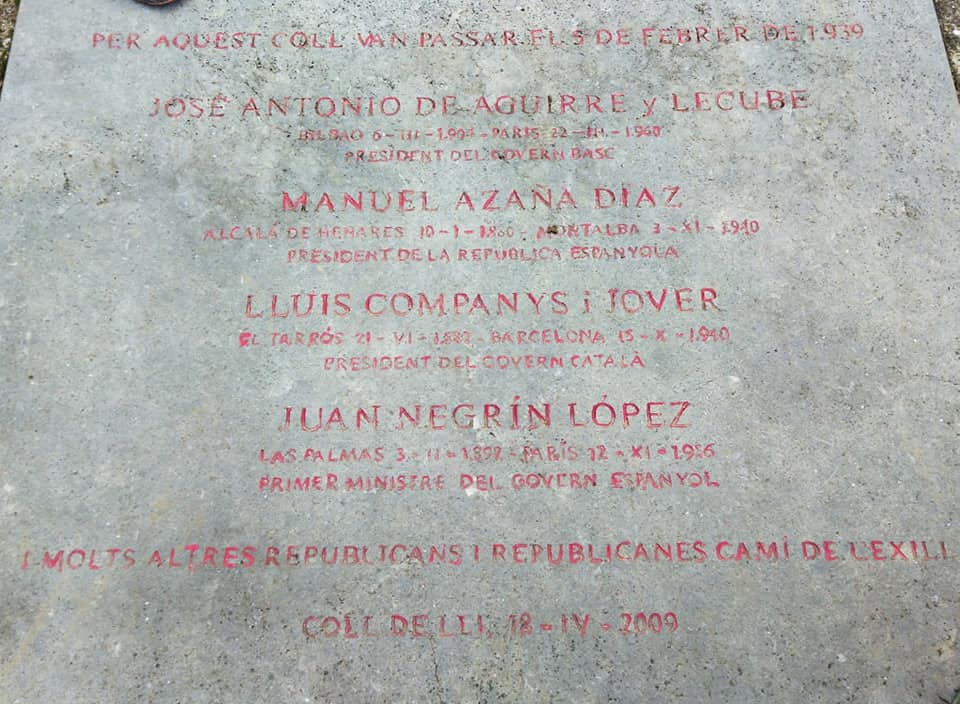 PER AQUEST COLL VAN PASSAR EL 5 DE FEBRER DE 1939
JOSÉ ANTONIO DE AGUIRRE y LECUBE
BILBAO 6 - III - 1904 - PARÍS 22 - III - 1960
PRESIDENT DEL GOVERN BASC
MANUEL AZAÑA DIAZ
ALCALÁ DE HENARES 10 - I - 1880 - MONTALBA 3 - XI - 1940
PRESIDENT DE LA REPÚBLICA ESPANYOLA
LLUIS COMPANYS i JOVER
EL TARRÓS 21 - VI - 1882 - BARCELONA 15 - X - 1940
PRESIDENT DEL GOVERN CATALÀ
JUAN NEGRÍN LÓPEZ
LAS PALMAS 3 - II - 1892 - PARÍS 12 - XI - 1956
PRIMER MINISTRE DEL GOVERN ESPANYOL
I MOLTS ALTRES REPUBLICANS I REPUBLICANES CAMÍ DE L'EXILI
COLL DE LLI, 18 - IV - 2009